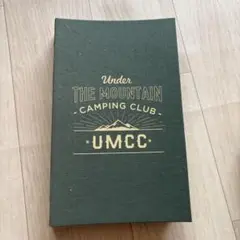 Under
THE MOUNTAIN
CAMPING CLUB
UMCC